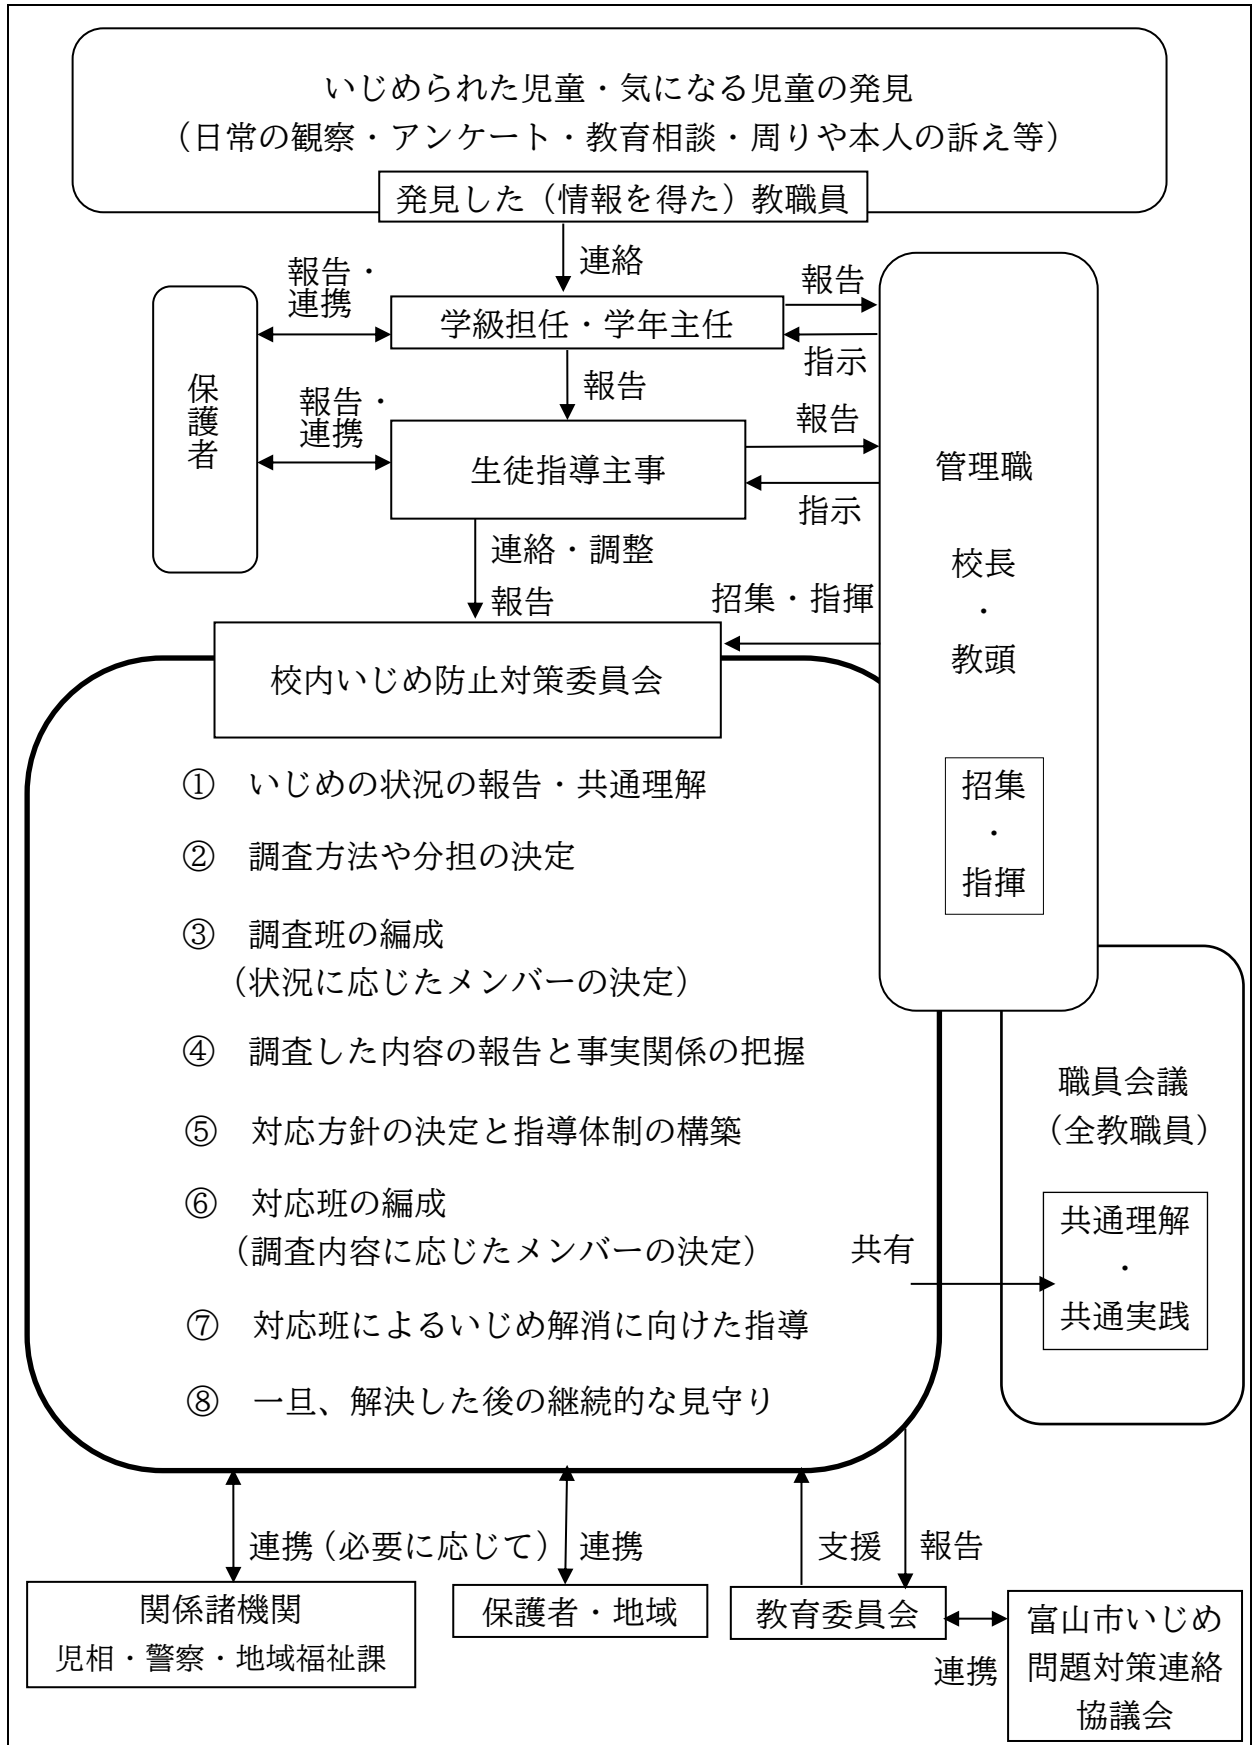 いじめられた児童・気になる児童の発見
（日常の観察・アンケート・教育相談・周りや本人の訴え等）
発見した（情報を得た）教職員
連絡
報告・
連携
学級担任・学年主任
報告
指示
保護者
報告
報告・
連携
生徒指導主事
報告
指示
管理職
校長
・
教頭
招集
・
指揮
連絡・調整
報告
招集・指揮
校内いじめ防止対策委員会
① いじめの状況の報告・共通理解
② 調査方法や分担の決定
③ 調査班の編成
（状況に応じたメンバーの決定）
④ 調査した内容の報告と事実関係の把握
⑤ 対応方針の決定と指導体制の構築
⑥ 対応班の編成
（調査内容に応じたメンバーの決定）
⑦ 対応班によるいじめ解消に向けた指導
⑧ 一旦、解決した後の継続的な見守り
共有
職員会議
（全教職員）
共通理解
・
共通実践
連携（必要に応じて）
連携
支援
報告
関係諸機関
児相・警察・地域福祉課
保護者・地域
教育委員会
連携
富山市いじめ
問題対策連絡
協議会